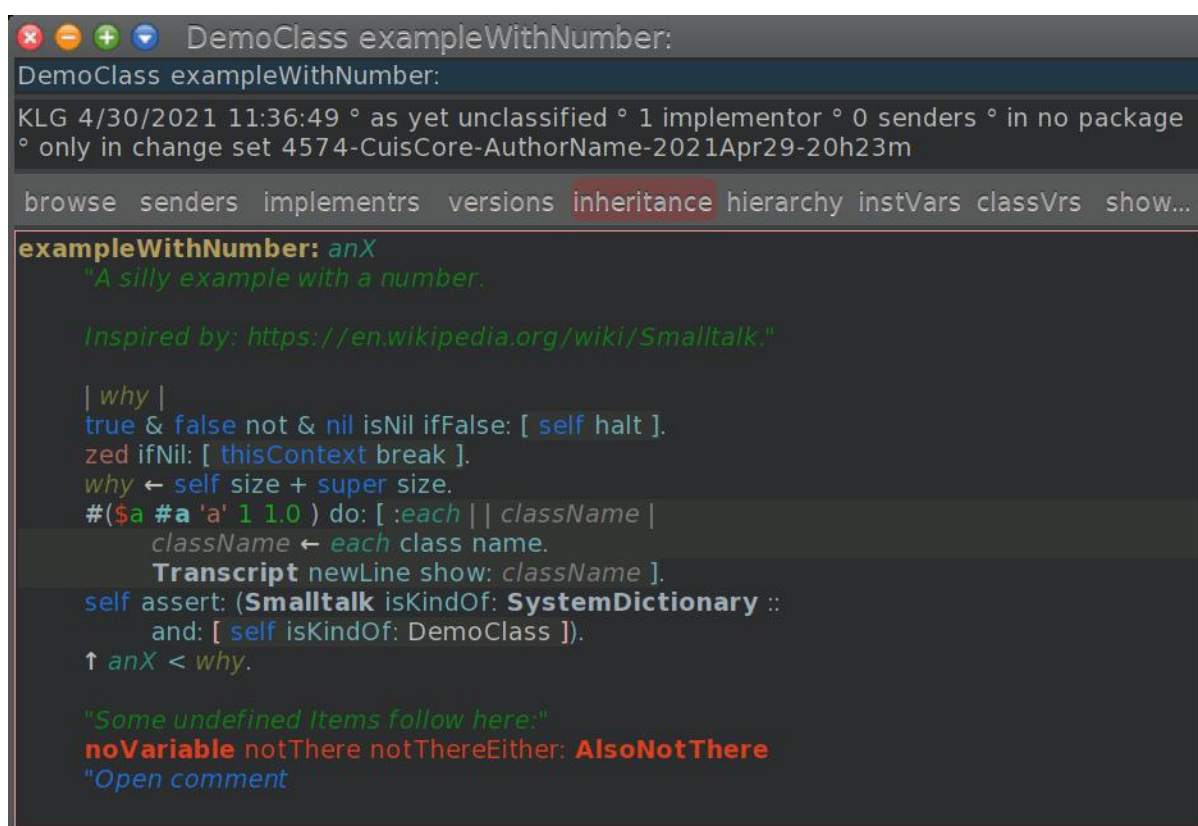 DemoClass exampleWithNumber:
DemoClass exampleWithNumber:
KLG 4/30/2021 11:36:49 ° as yet unclassified ° 1 implementor ° 0 senders ° in no package
° only in change set 4574-CuisCore-AuthorName-2021Apr29-20h23m
browse senders implementrs versions inheritance hierarchy instVars classVrs show...
exampleWithNumber: anX
"A silly example with a number.
Inspired by: https://en.wikipedia.org/wiki/Smalltalk."
| why |
true & false not & nil isNil ifFalse: [ self halt ].
zed ifNil: [ thisContext break ].
why ← self size + super size.
#($a #a 'a' 1 1.0 ) do: [ :each | | className |
className ← each class name.
Transcript newLine show: className ].
self assert: (Smalltalk isKindOf: SystemDictionary ::
and: [ self isKindOf: DemoClass ]).
↑ anX < why.
"Some undefined Items follow here:"
noVariable notThere notThereEither: AlsoNotThere
"Open comment